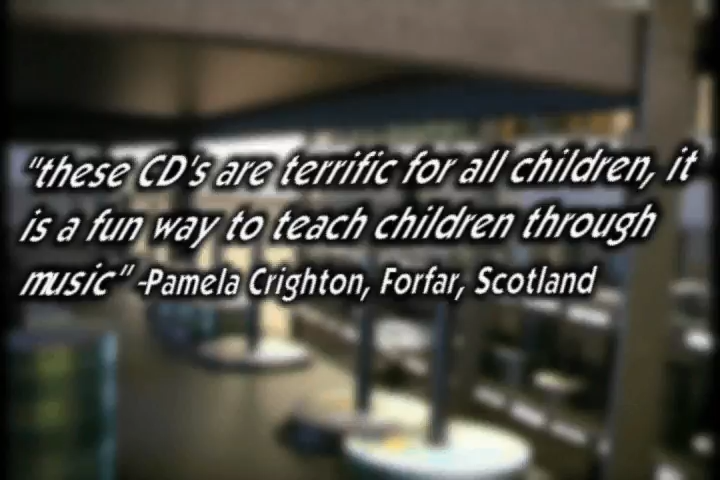 "these CD's are terrific for all children, it
is a fun way to teach children through
music" -Pamela Crighton, Forfar, Scotland